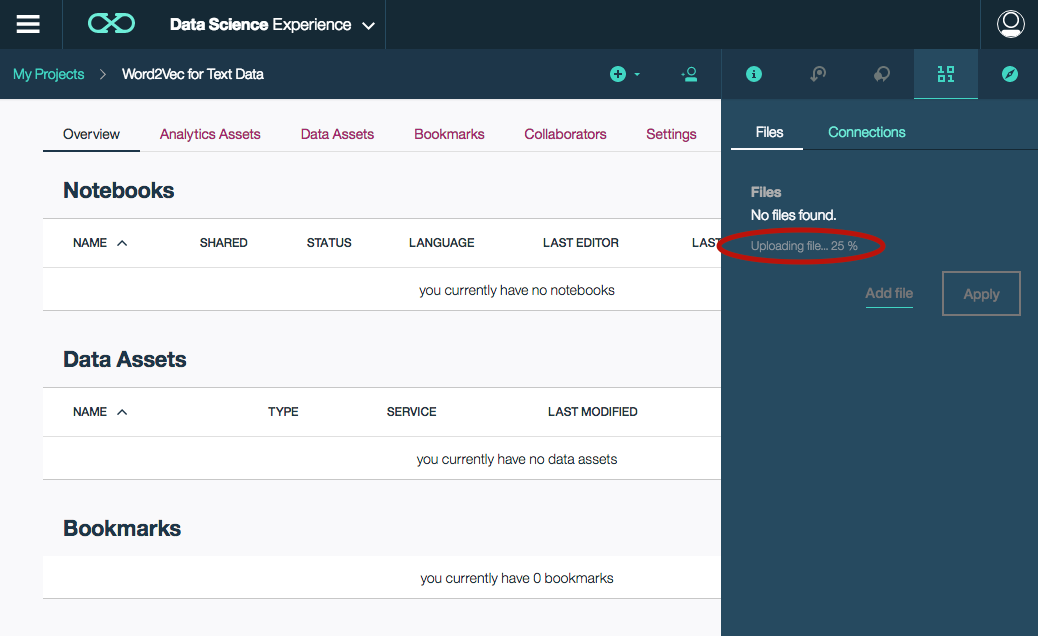 Data Science Experience
My Projects > Word2Vec for Text Data
Overview Analytics Assets Data Assets Bookmarks Collaborators Settings
Notebooks
NAME SHARED STATUS LANGUAGE LAST EDITOR LAST
you currently have no notebooks
Data Assets
NAME TYPE SERVICE LAST MODIFIED
you currently have no data assets
Bookmarks
you currently have 0 bookmarks
Files Connections
Files
No files found.
Uploading file... 25 %
Add file Apply